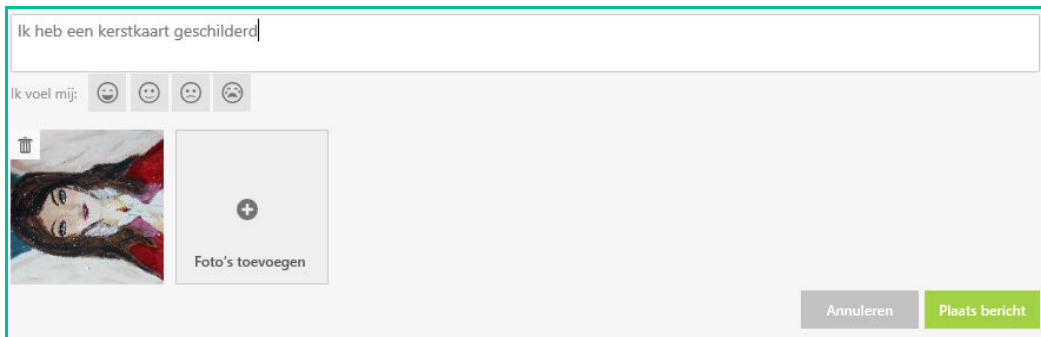 Ik heb een kerstkaart geschilderd
Ik voel mij:
Foto's toevoegen
Annuleren
Plaats bericht